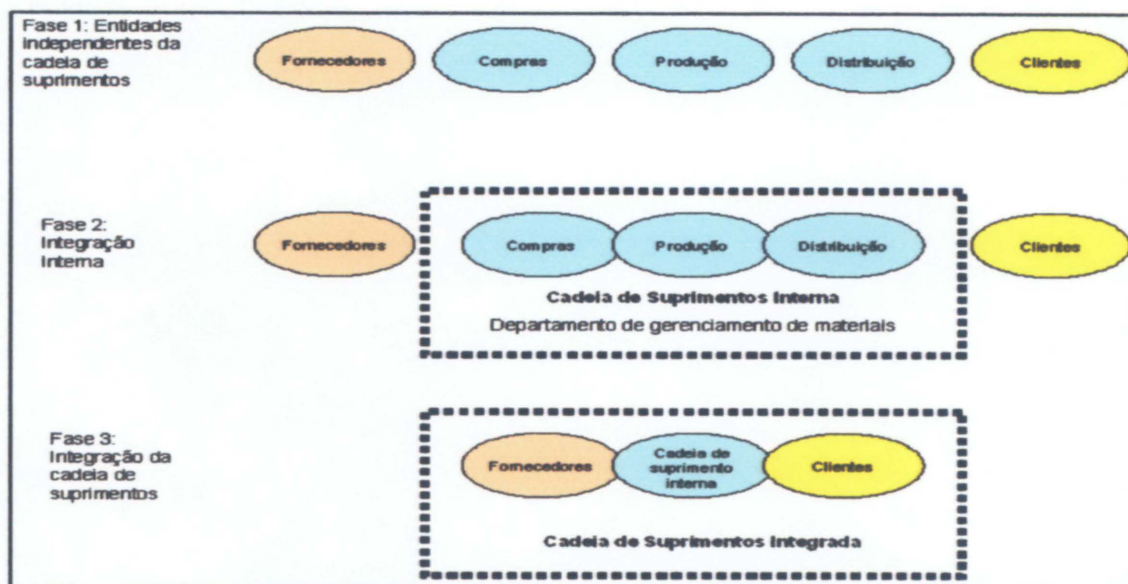 Fase 1: Entidades
independentes da
cadeia de
suprimentos
Fornecedores
Compras
Produção
Distribuição
Clientes
Fase 2:
Integração
Interna
Fornecedores
Compras
Produção
Distribuição
Clientes
Cadeia de Suprimentos Interna
Departamento de gerenciamento de materiais
Fase 3:
Integração da
cadeia de
suprimentos
Fornecedores
Cadeia de
suprimento
interna
Clientes
Cadeia de Suprimentos Integrada